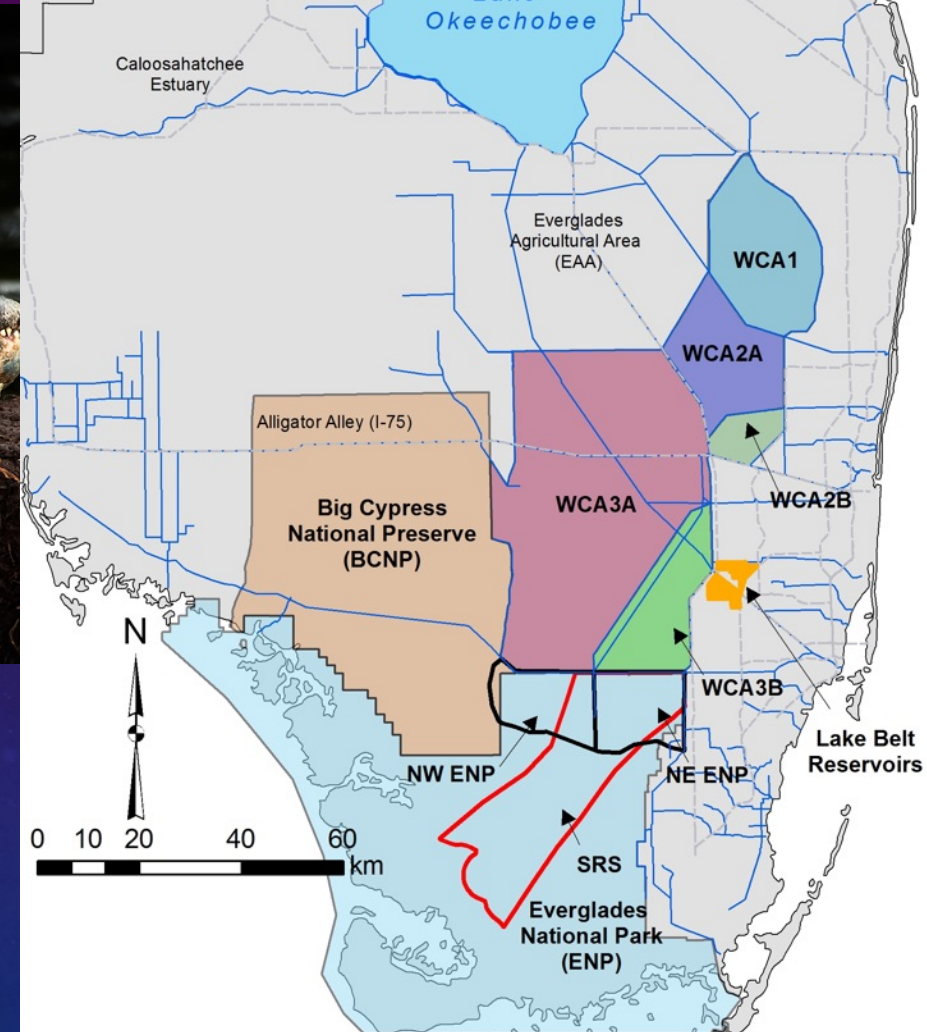 Okeechobee
Caloosahatchee
Estuary
Everglades
Agricultural Area
(EAA)
WCA1
WCA2A
Alligator Alley (I-75)
WCA2B
WCA3A
Big Cypress
National Preserve
(BCNP)
N
WCA3B
Lake Belt
Reservoirs
NW ENP
NE ENP
0 10 20 40 60
km
SRS
Everglades
National Park
(ENP)